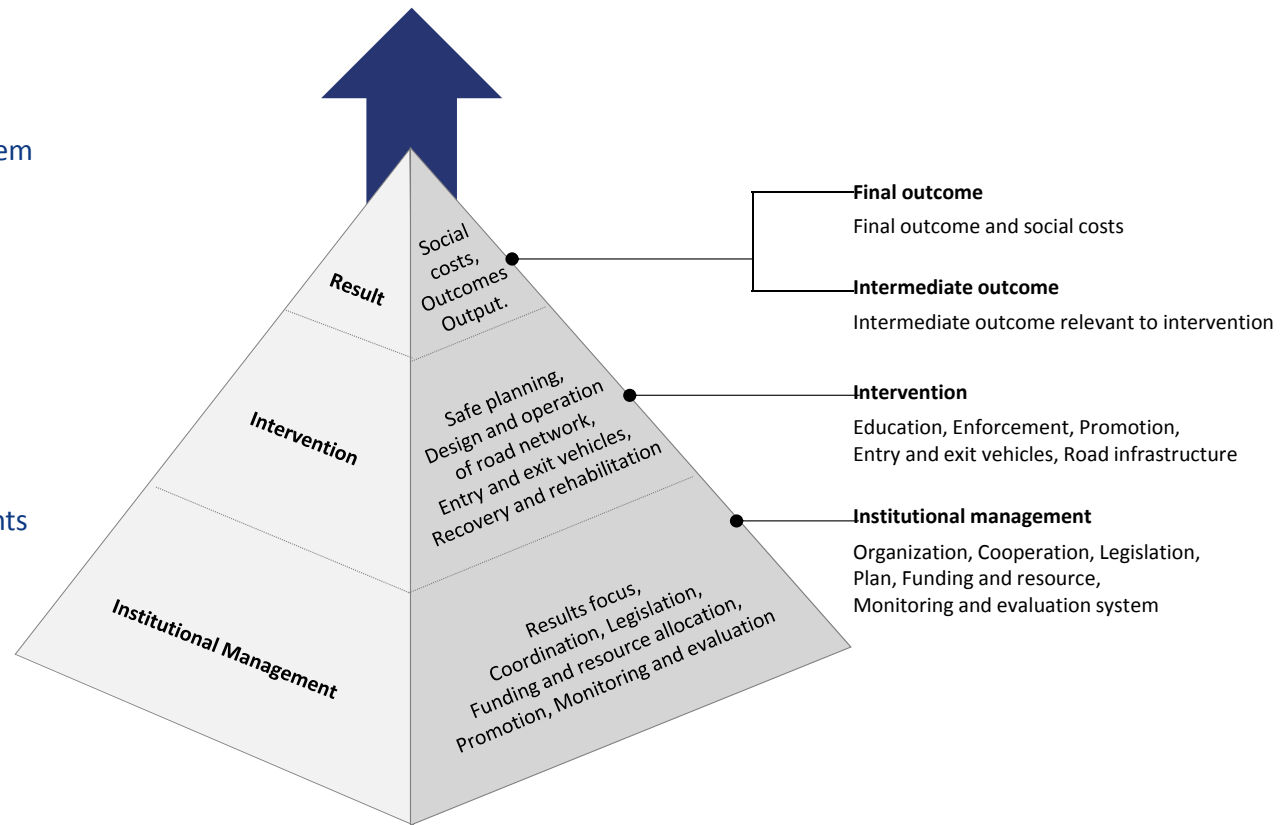 em
nts
Result
Intervention
Institutional Management
Social
costs,
Outcomes
Output.
Safe planning,
Design and operation
of road network,
Entry and exit vehicles,
Recovery and rehabilitation
Results focus,
Coordination, Legislation,
Funding and resource allocation,
Promotion, Monitoring and evaluation
Final outcome
Final outcome and social costs
Intermediate outcome
Intermediate outcome relevant to intervention
Intervention
Education, Enforcement, Promotion,
Entry and exit vehicles, Road infrastructure
Institutional management
Organization, Cooperation, Legislation,
Plan, Funding and resource,
Monitoring and evaluation system